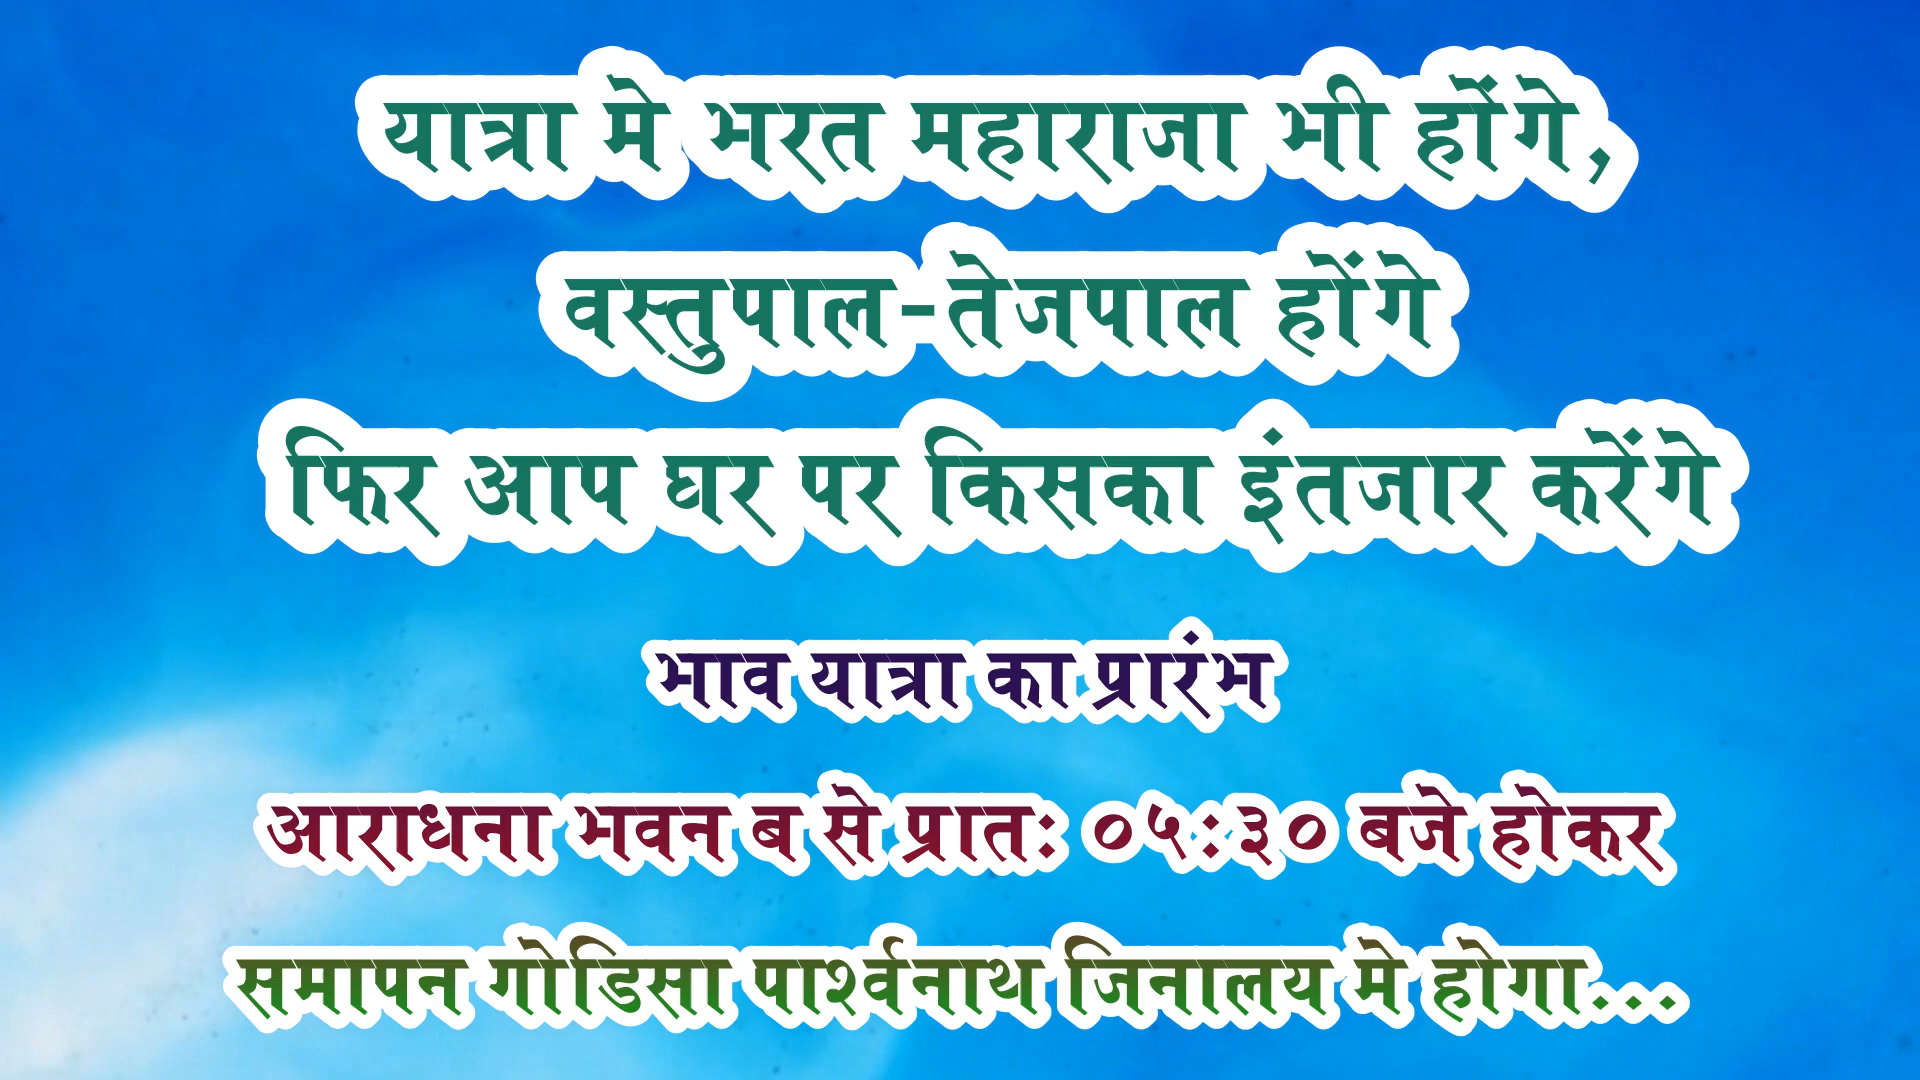 यात्रा मे भरत महाराजा भी होंगे,
वस्तुपाल-तेजपाल होंगे
फिर आप घर पर किसका इंतजार करेंगे
भाव यात्रा का प्रारंभ
आराधना भवन ब से प्रातः ०५:३० बजे होकर
समापन गोडिसा पार्श्वनाथ जिनालय मे होगा...